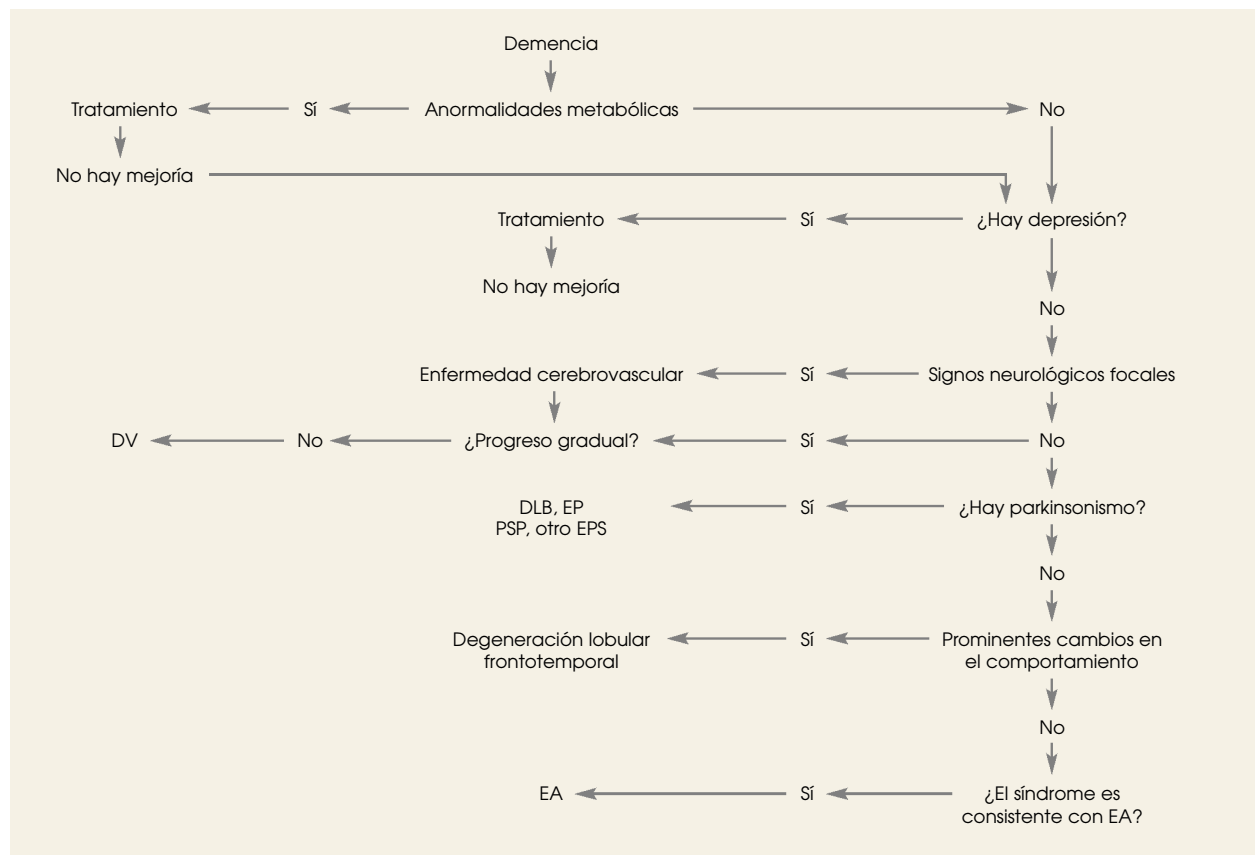 Demencia
Tratamiento Sí Anormalidades metabólicas No
No hay mejoría
Tratamiento Sí ¿Hay depresión?
No hay mejoría
No
Enfermedad cerebrovascular Sí Signos neurológicos focales
DV No ¿Progreso gradual? Sí No
DLB, EP Sí ¿Hay parkinsonismo?
PSP, otro EPS
No
Degeneración lobular Sí Prominentes cambios en
frontotemporal el comportamiento
No
EA Sí ¿El síndrome es
consistente con EA?